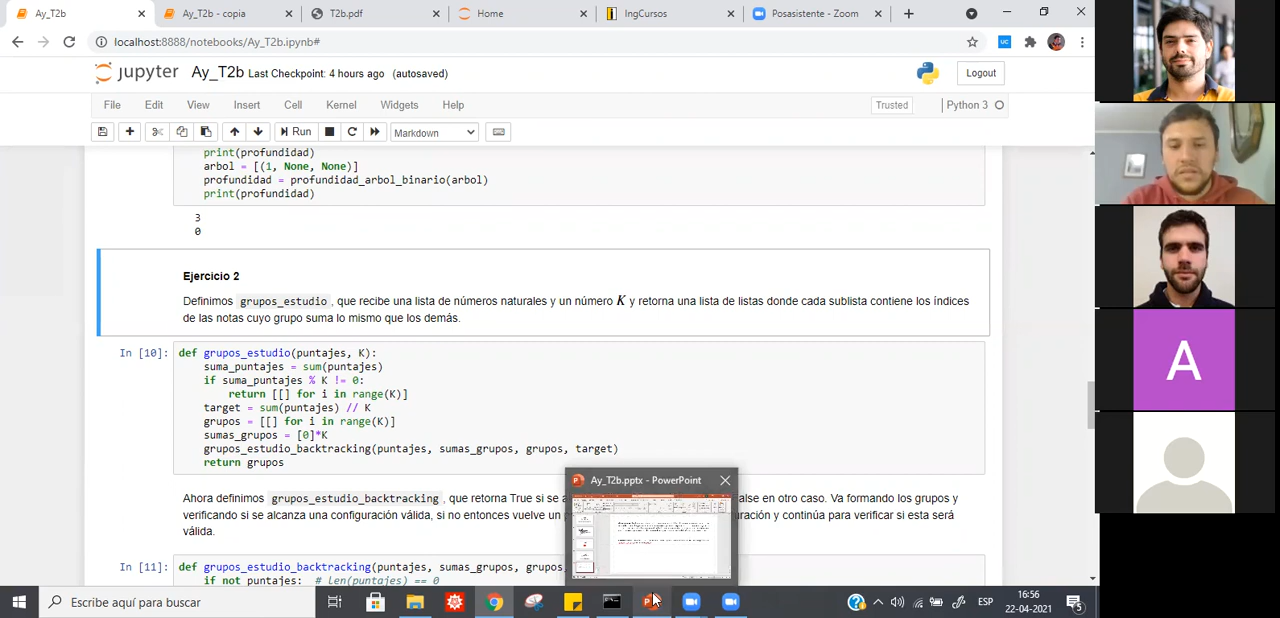 Ay_T2b
Ay_T2b - copia
T2b.pdf
Home
IngCursos
Posasistente - Zoom
localhost:8888/notebooks/Ay_T2b.ipynb#
jupyter Ay_T2b Last Checkpoint: 4 hours ago (autosaved)
Logout
File Edit View Insert Cell Kernel Widgets Help
Trusted
Python 3
Run
Markdown
print(profundidad)
arbol = [(1, None, None)]
profundidad = profundidad_arbol_binario(arbol)
print(profundidad)
3
0
Ejercicio 2
Definimos grupos_estudio , que recibe una lista de números naturales y un número K y retorna una lista de listas donde cada sublista contiene los índices
de las notas cuyo grupo suma lo mismo que los demás.
In [10]: def grupos_estudio(puntajes, K):
suma_puntajes = sum(puntajes)
if suma_puntajes % K != 0:
return [[] for i in range(K)]
target = sum(puntajes) // K
grupos = [[] for i in range(K)]
sumas_grupos = [0]*K
grupos_estudio_backtracking(puntajes, sumas_grupos, grupos, target)
return grupos
Ay_T2b.pptx - PowerPoint
Ahora definimos grupos_estudio_backtracking , que retorna True si se alse en otro caso. Va formando los grupos y
verificando si se alcanza una configuración válida, si no entonces vuelve un uración y continúa para verificar si esta será
válida.
In [11]: def grupos_estudio_backtracking(puntajes, sumas_grupos,
if not puntajes: # len(puntajes) == 0
A
Escribe aquí para buscar
ESP
16:56
22-04-2021
5